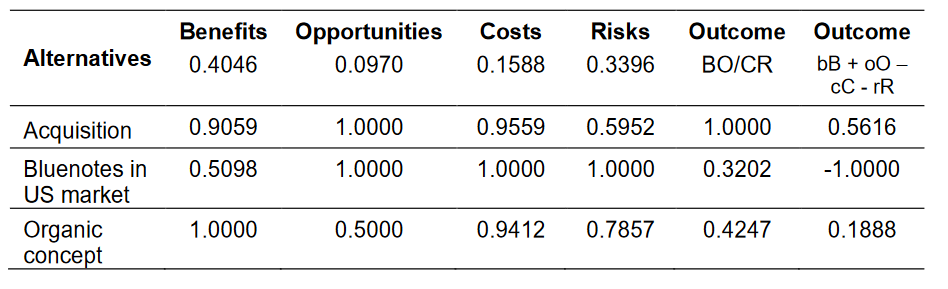 Alternatives Benefits Opportunities Costs Risks Outcome Outcome
0.4046 0.0970 0.1588 0.3396 BO/CR bB + oO –
cC - rR
Acquisition 0.9059 1.0000 0.9559 0.5952 1.0000 0.5616
Bluenotes in 0.5098 1.0000 1.0000 1.0000 0.3202 -1.0000
US market
Organic 1.0000 0.5000 0.9412 0.7857 0.4247 0.1888
concept